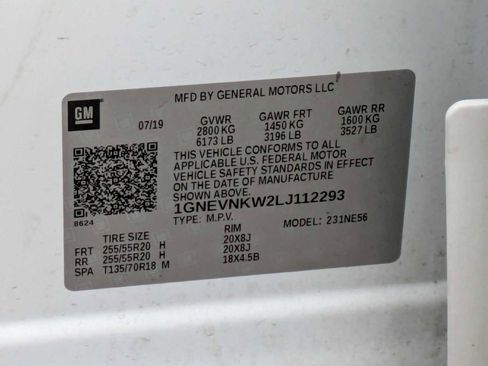 MFD BY GENERAL MOTORS LLC
GM
07/19 GVWR GAWR FRT GAWR RR
2800 KG 1450 KG 1600 KG
6173 LB 3196 LB 3527 LB
THIS VEHICLE CONFORMS TO ALL
APPLICABLE U.S. FEDERAL MOTOR
VEHICLE SAFETY STANDARDS IN EFFECT
ON THE DATE OF MANUFACTURE
SHOWN ABOVE.
8624
1GNEVNKW2LJ112293
TYPE: M.P.V. MODEL: 231NE56
TIRE SIZE RIM
FRT 255/55R20 H 20X8J
RR 255/55R20 H 20X8J
SPA T135/70R18 M 18X4.5B